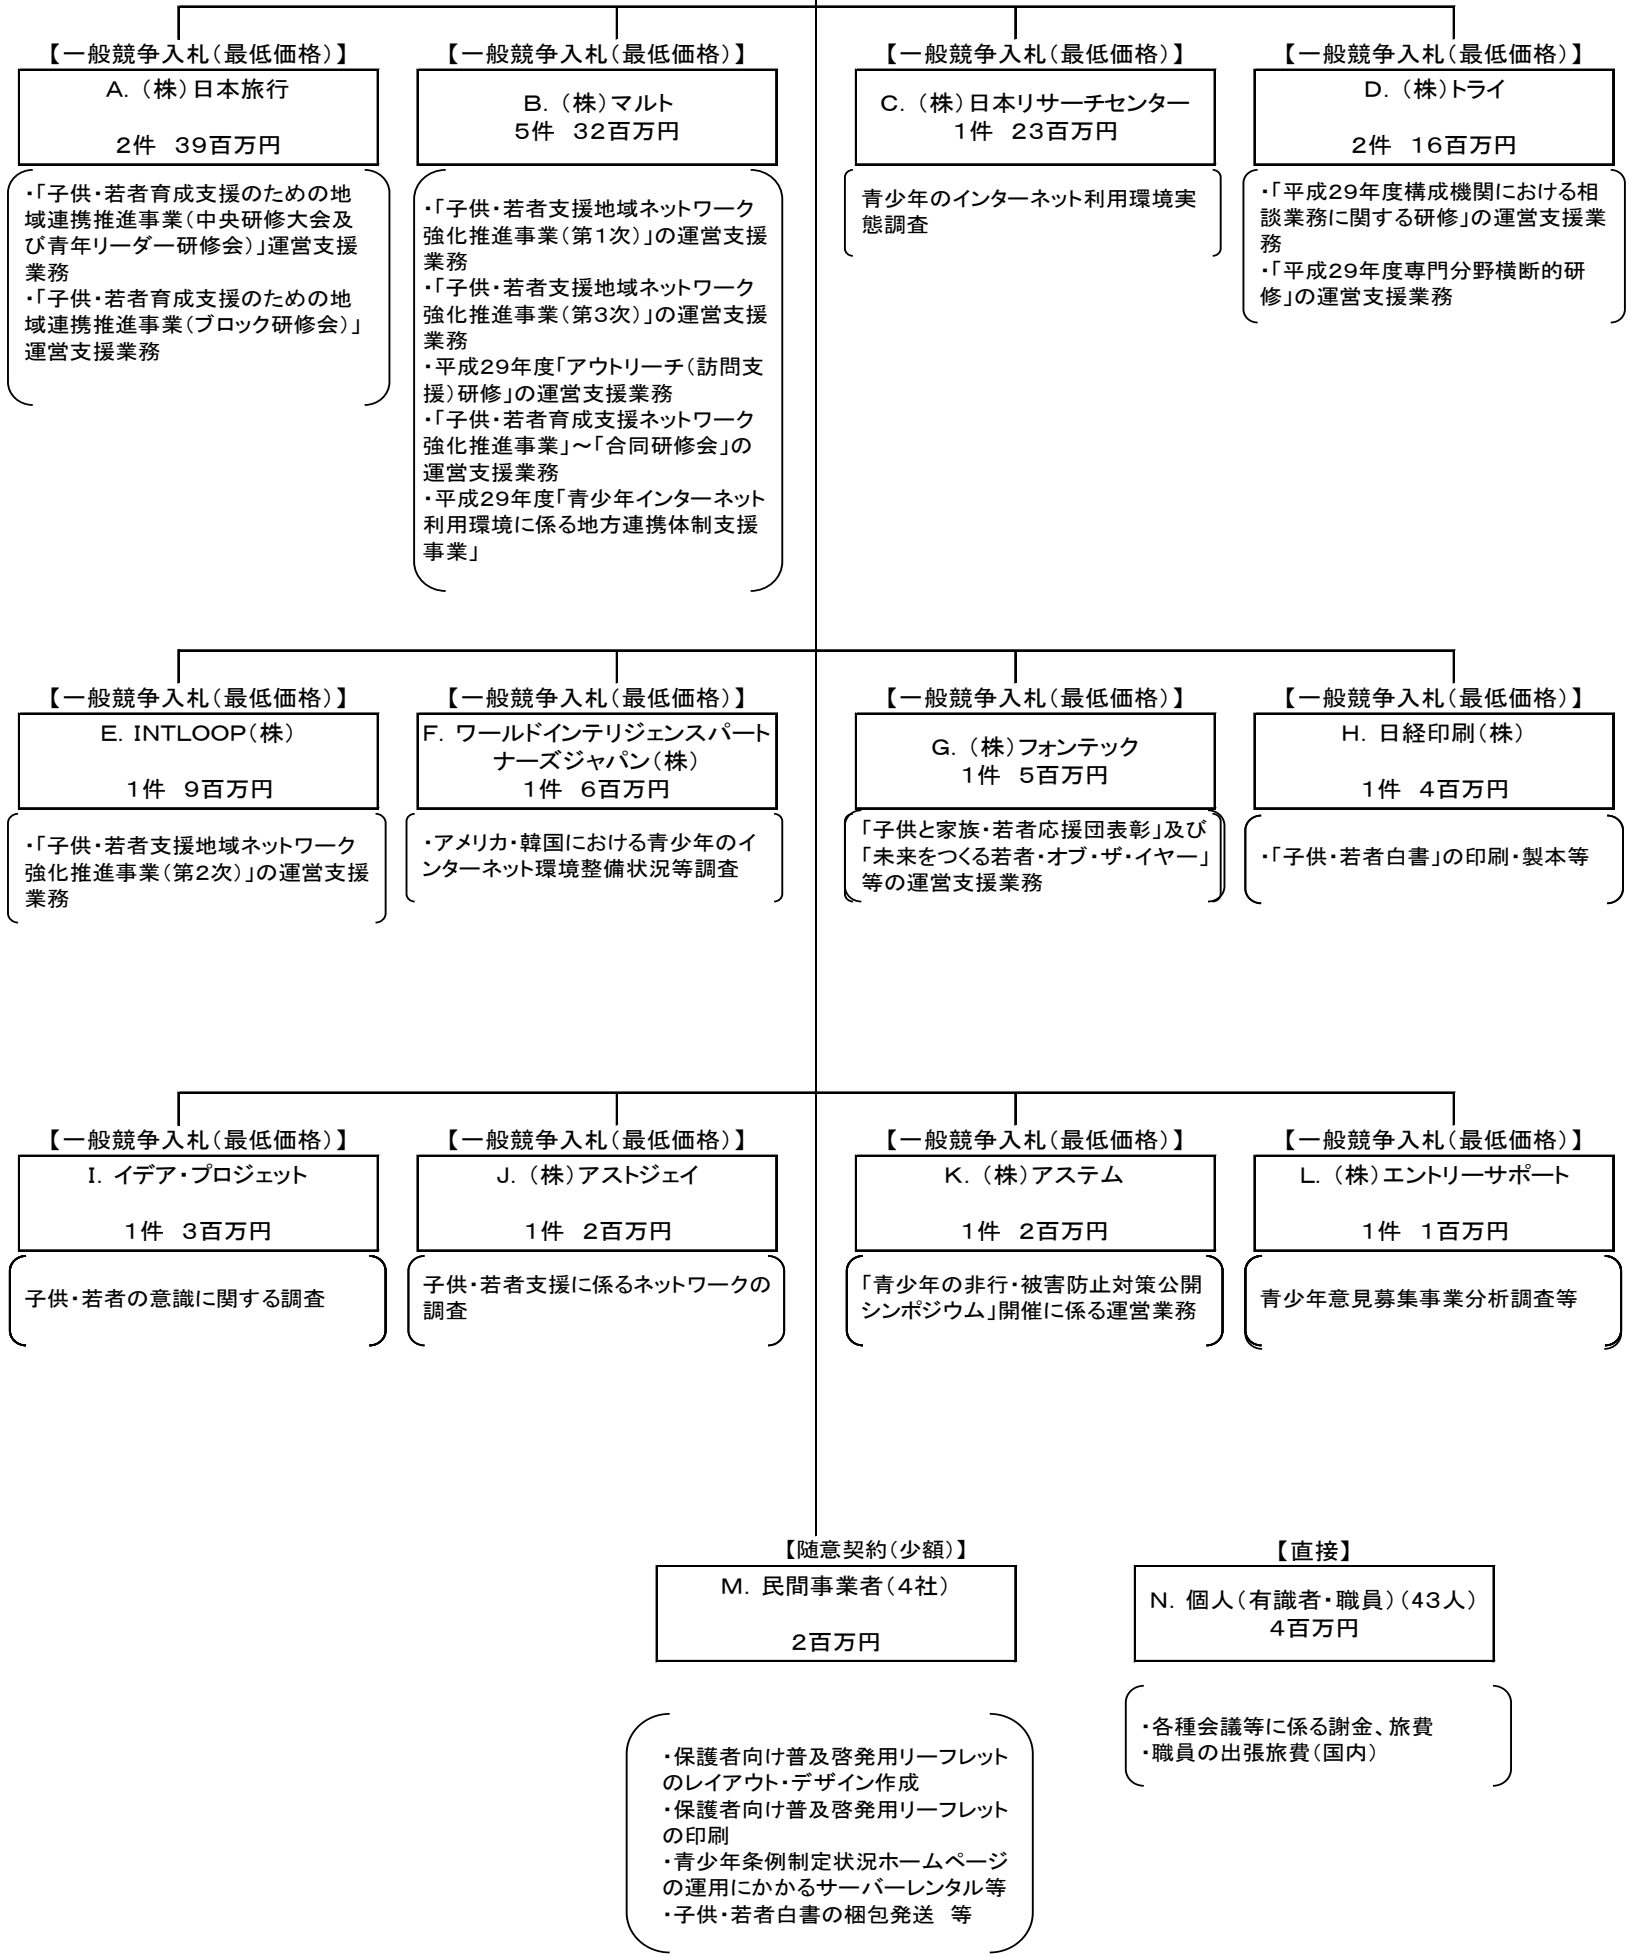 【一般競争入札（最低価格）】
A．（株）日本旅行
2件　39百万円
・「子供・若者育成支援のための地
域連携推進事業（中央研修大会及
び青年リーダー研修会）」運営支援
業務
・「子供・若者育成支援のための地
域連携推進事業（ブロック研修会）」
運営支援業務
【一般競争入札（最低価格）】
B．（株）マルト
5件　32百万円
・「子供・若者支援地域ネットワーク
強化推進事業（第1次）」の運営支援
業務
・「子供・若者支援地域ネットワーク
強化推進事業（第3次）」の運営支援
業務
・平成29年度「アウトリーチ（訪問支
援）研修」の運営支援業務
・「子供・若者育成支援ネットワーク
強化推進事業」～「合同研修会」の
運営支援業務
・平成29年度「青少年インターネット
利用環境に係る地方連携体制支援
事業」
【一般競争入札（最低価格）】
C．（株）日本リサーチセンター
1件　23百万円
青少年のインターネット利用環境実
態調査
【一般競争入札（最低価格）】
D．（株）トライ
2件　16百万円
・「平成29年度構成機関における相
談業務に関する研修」の運営支援業
務
・「平成29年度専門分野横断的研
修」の運営支援業務
【一般競争入札（最低価格）】
E．INTLOOP（株）
1件　9百万円
・「子供・若者支援地域ネットワーク
強化推進事業（第2次）」の運営支援
業務
【一般競争入札（最低価格）】
F．ワールドインテリジェンスパート
ナーズジャパン（株）
1件　6百万円
・アメリカ・韓国における青少年のイ
ンターネット環境整備状況等調査
【一般競争入札（最低価格）】
G．（株）フォンテック
1件　5百万円
「子供と家族・若者応援団表彰」及び
「未来をつくる若者・オブ・ザ・イヤー」
等の運営支援業務
【一般競争入札（最低価格）】
H．日経印刷（株）
1件　4百万円
・「子供・若者白書」の印刷・製本等
【一般競争入札（最低価格）】
I．イデア・プロジェット
1件　3百万円
子供・若者の意識に関する調査
【一般競争入札（最低価格）】
J．（株）アストジェイ
1件　2百万円
子供・若者支援に係るネットワークの
調査
【一般競争入札（最低価格）】
K．（株）アステム
1件　2百万円
「青少年の非行・被害防止対策公開
シンポジウム」開催に係る運営業務
【一般競争入札（最低価格）】
L．（株）エントリーサポート
1件　1百万円
青少年意見募集事業分析調査等
【随意契約（少額）】
M．民間事業者（4社）
2百万円
・保護者向け普及啓発用リーフレット
のレイアウト・デザイン作成
・保護者向け普及啓発用リーフレット
の印刷
・青少年条例制定状況ホームページ
の運用にかかるサーバーレンタル等
・子供・若者白書の梱包発送　等
【直接】
N．個人（有識者・職員）（43人）
4百万円
・各種会議等に係る謝金、旅費
・職員の出張旅費（国内）